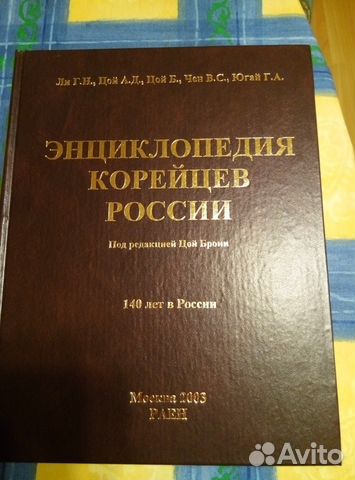 Ли Г.Н., Цой А.Д., Цой Б., Чен В.С., Югай Г.А.
ЭНЦИКЛОПЕДИЯ
КОРЕЙЦЕВ
РОССИИ
Под редакцией Цой Брони
140 лет в России
Москва 2003
РАЕН
Avito